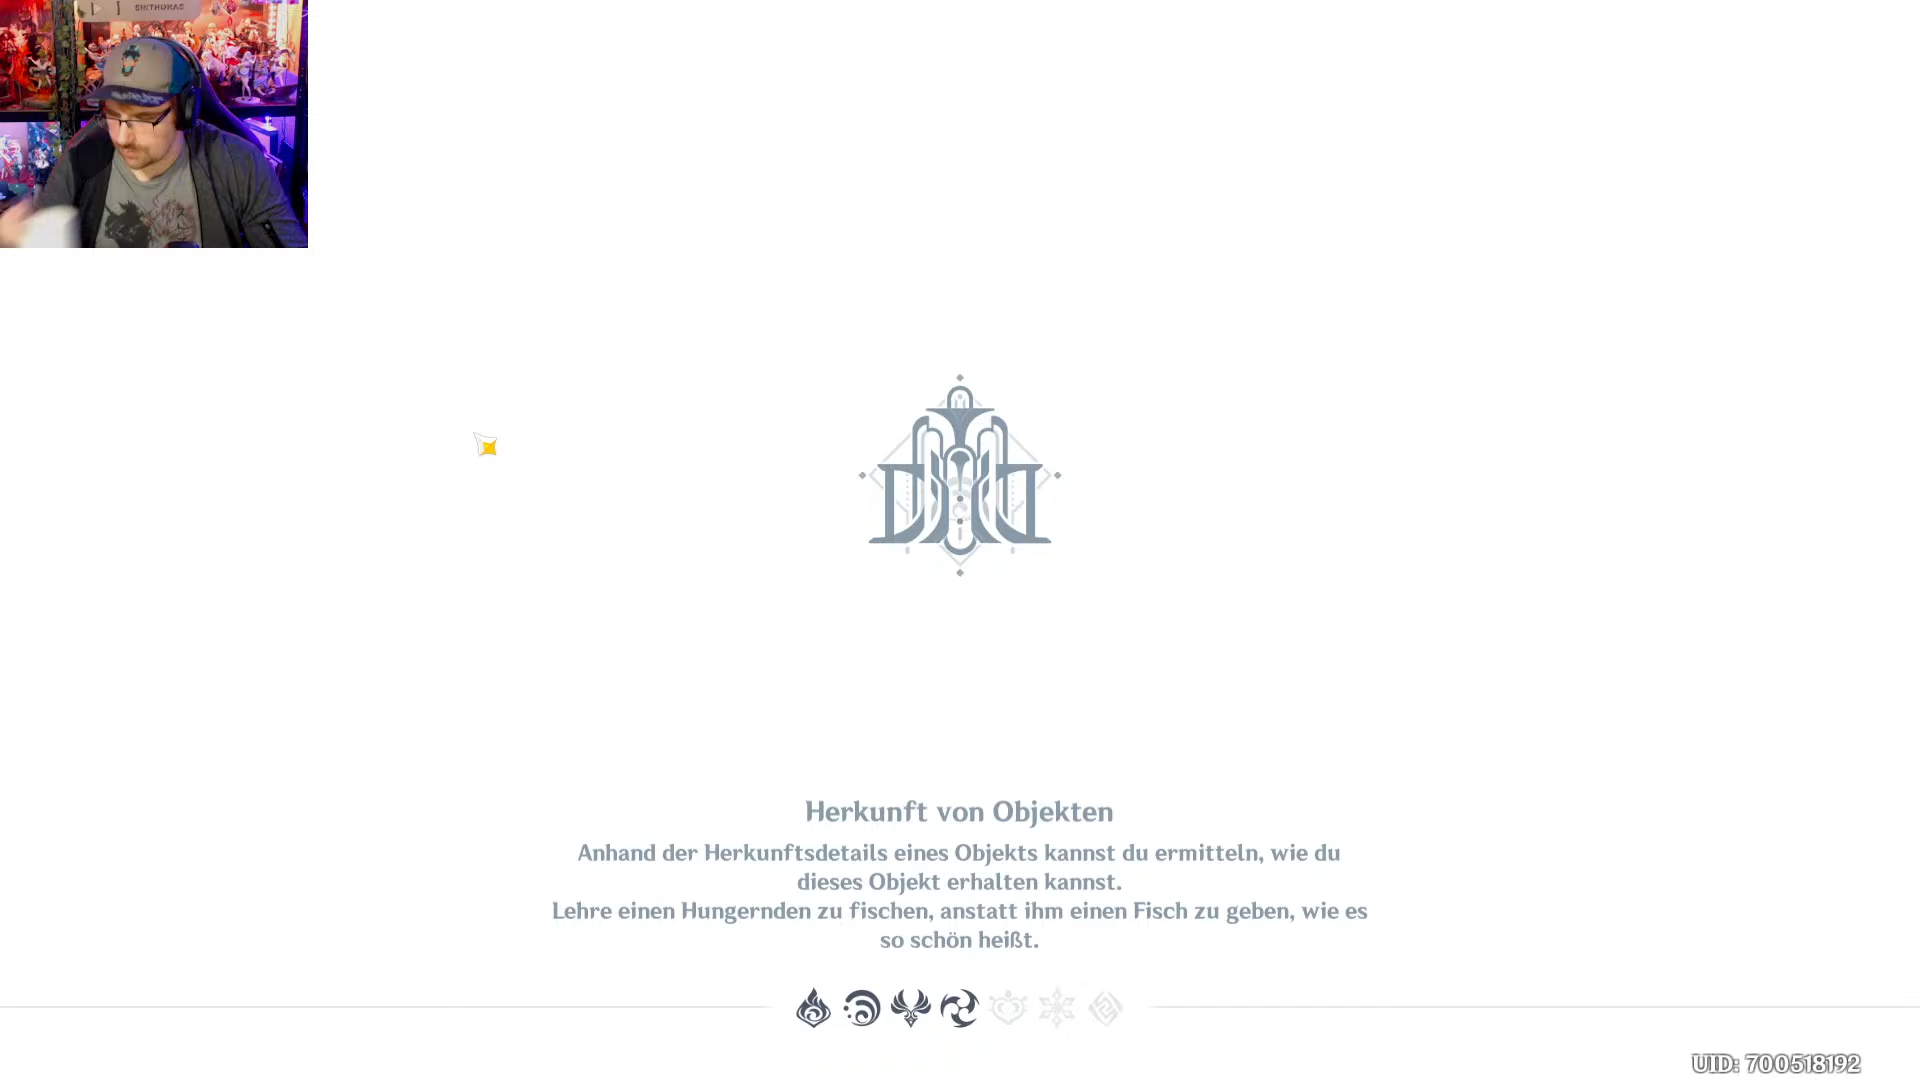 SINTHORAS
Herkunft von Objekten
Anhand der Herkunftsdetails eines Objekts kannst du ermitteln, wie du
dieses Objekt erhalten kannst.
Lehre einen Hungernden zu fischen, anstatt ihm einen Fisch zu geben, wie es
so schön heißt.
UID: 700518192